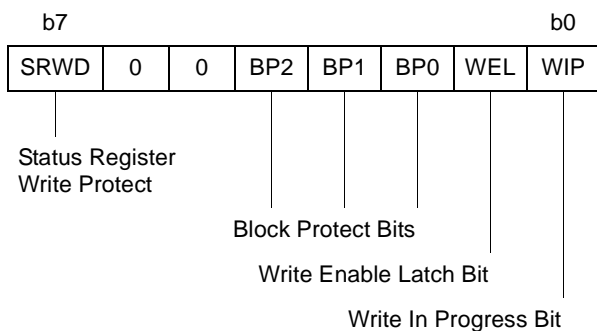 b7 b0
SRWD 0 0 BP2 BP1 BP0 WEL WIP
Status Register
Write Protect
Block Protect Bits
Write Enable Latch Bit
Write In Progress Bit